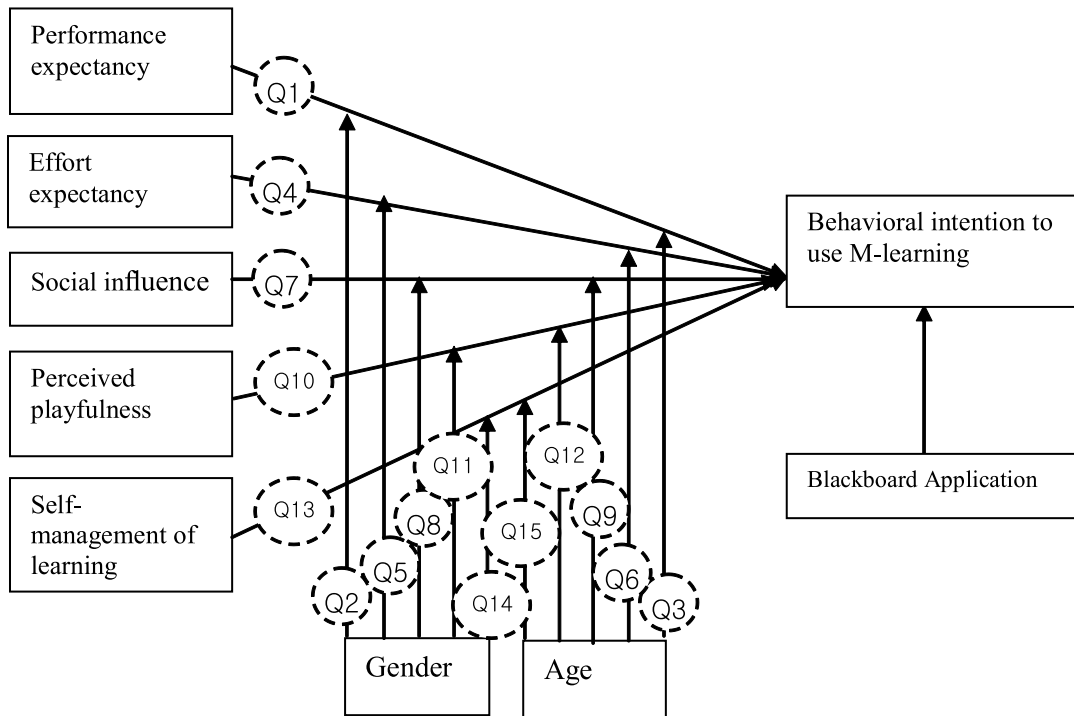 Performance
expectancy
Q1
Effort
expectancy
Q4
Social influence
Q7
Perceived
playfulness
Q10
Self-
management of
learning
Q13
Behavioral intention to
use M-learning
Blackboard Application
Q11
Q12
Q8
Q9
Q15
Q5
Q6
Q2
Q14
Q3
Gender
Age